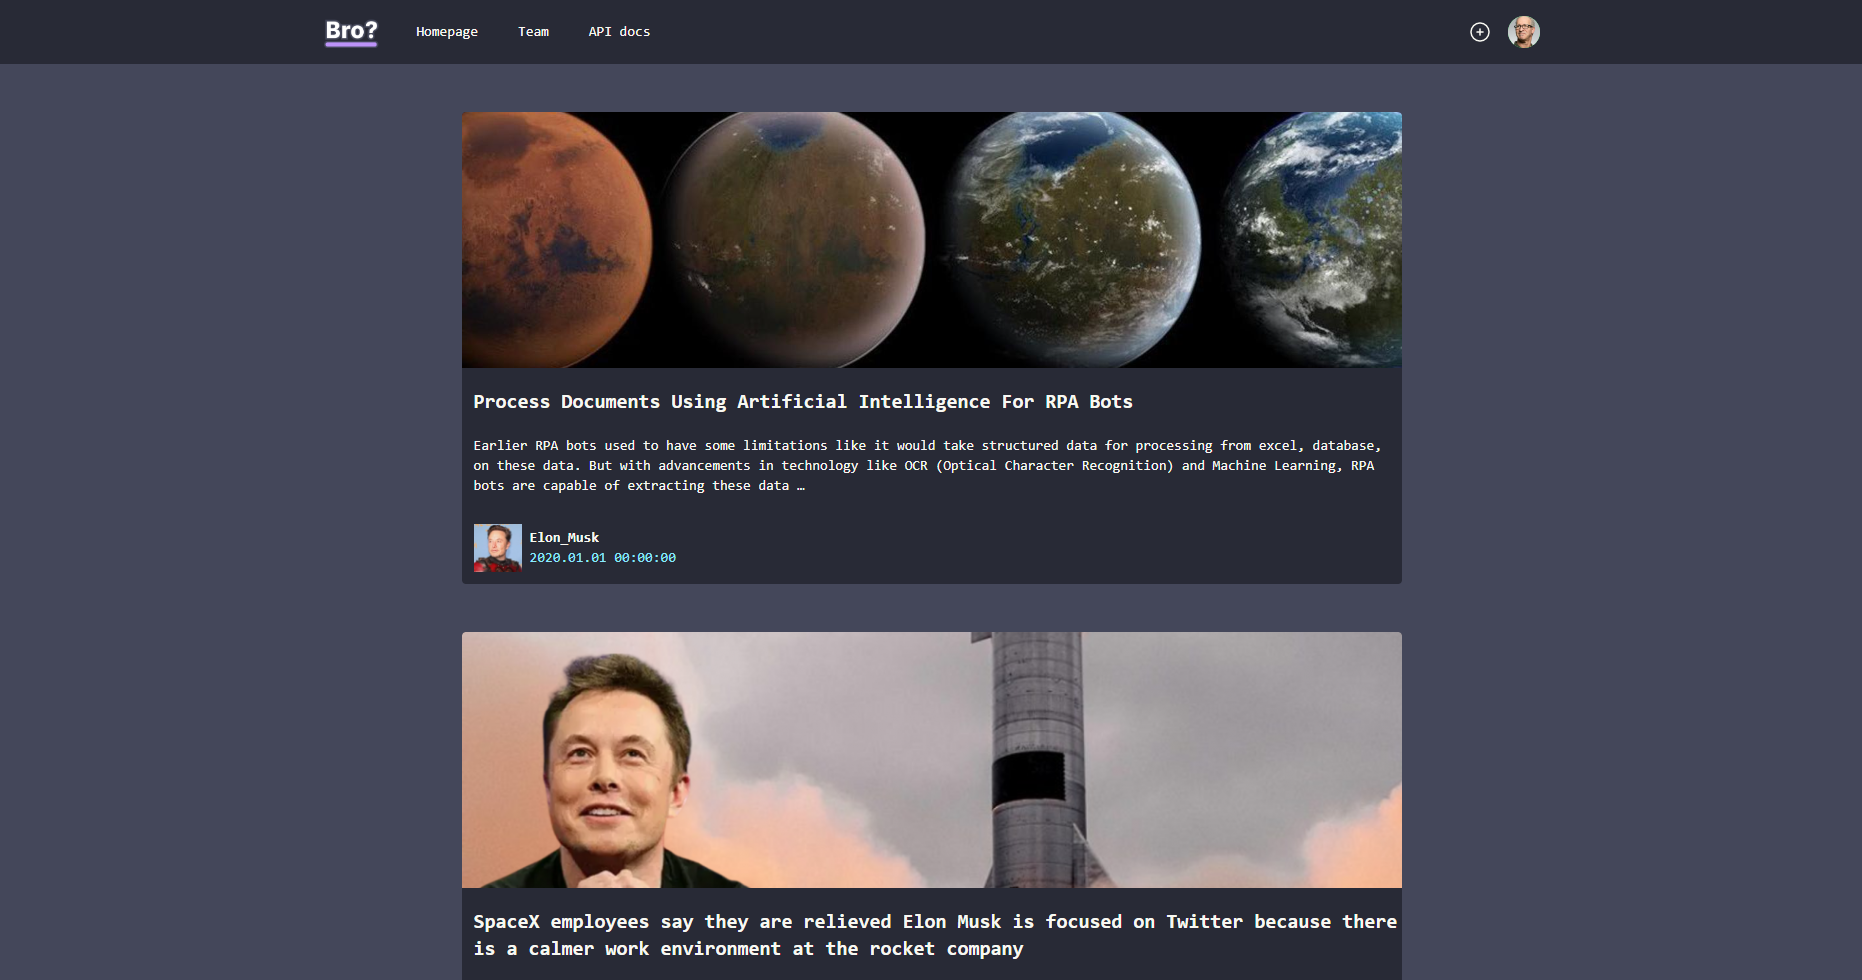 Bro?
Homepage
Team
API docs
Process Documents Using Artificial Intelligence For RPA Bots
Earlier RPA bots used to have some limitations like it would take structured data for processing from excel, database,
on these data. But with advancements in technology like OCR (Optical Character Recognition) and Machine Learning, RPA
bots are capable of extracting these data …
Elon_Musk
2020.01.01 00:00:00
SpaceX employees say they are relieved Elon Musk is focused on Twitter because there
is a calmer work environment at the rocket company